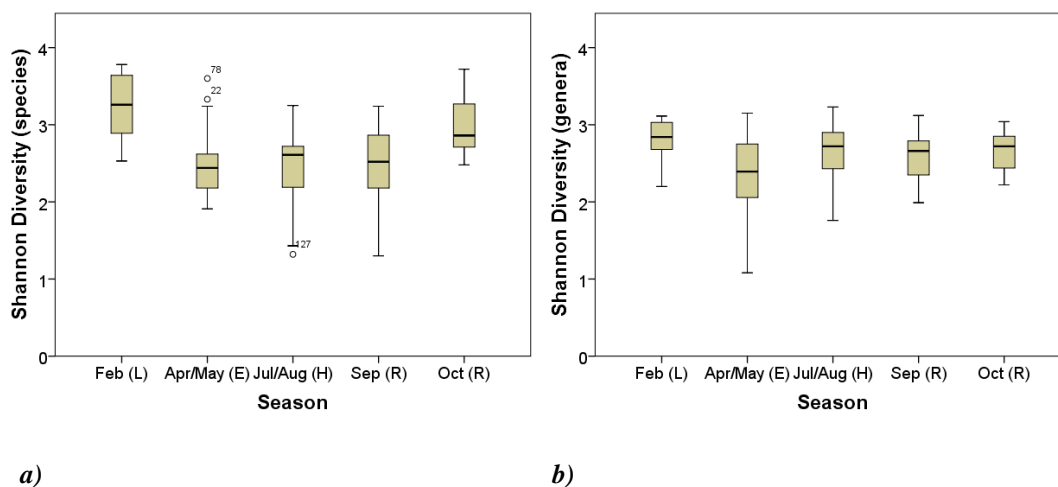 Shannon Diversity (species)
4
3
2
1
0
78
22
127
Feb (L) Apr/May (E) Jul/Aug (H) Sep (R) Oct (R)
Season
a)
Shannon Diversity (genera)
4
3
2
1
0
Feb (L) Apr/May (E) Jul/Aug (H) Sep (R) Oct (R)
Season
b)